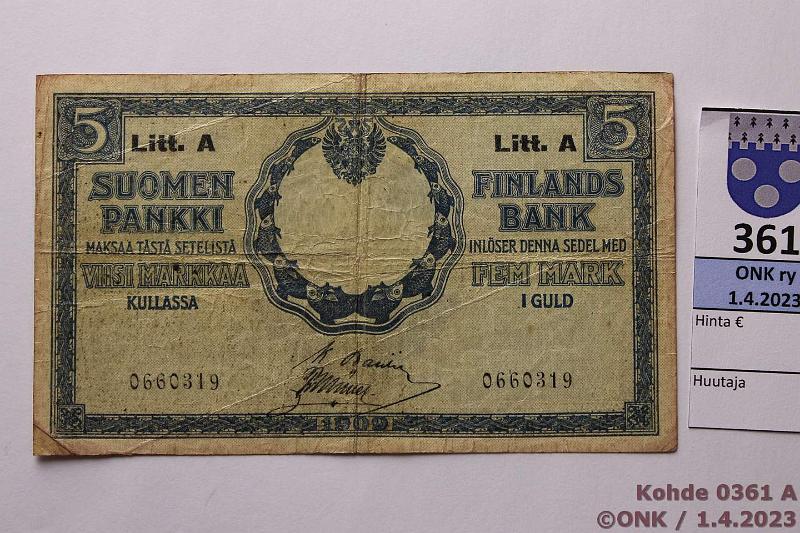 5 5
Litt. A Litt. A
SUOMEN
PANKKI
MAKSAA TÄSTÄ SETELISTÄ
VIISI MARKKAA
KULLASSA
FINLANDS
BANK
INLÖSER DENNA SEDEL MED
FEM MARK
I GULD
0660319 0660319
1909
361
ONK ry
1.4.2023
Hinta €
Huutaja
Kohde 0361 A
©ONK / 1.4.2023